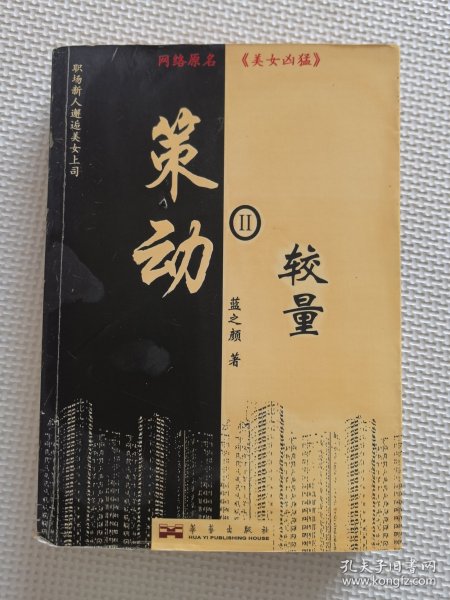 网络原名 《美女凶猛》
职场新人邂逅美女上司
策动
II
较量
蓝之颜 著
华艺出版社
HUA YI PUBLISHING HOUSE
孔夫子旧书网
www.kongfz.com